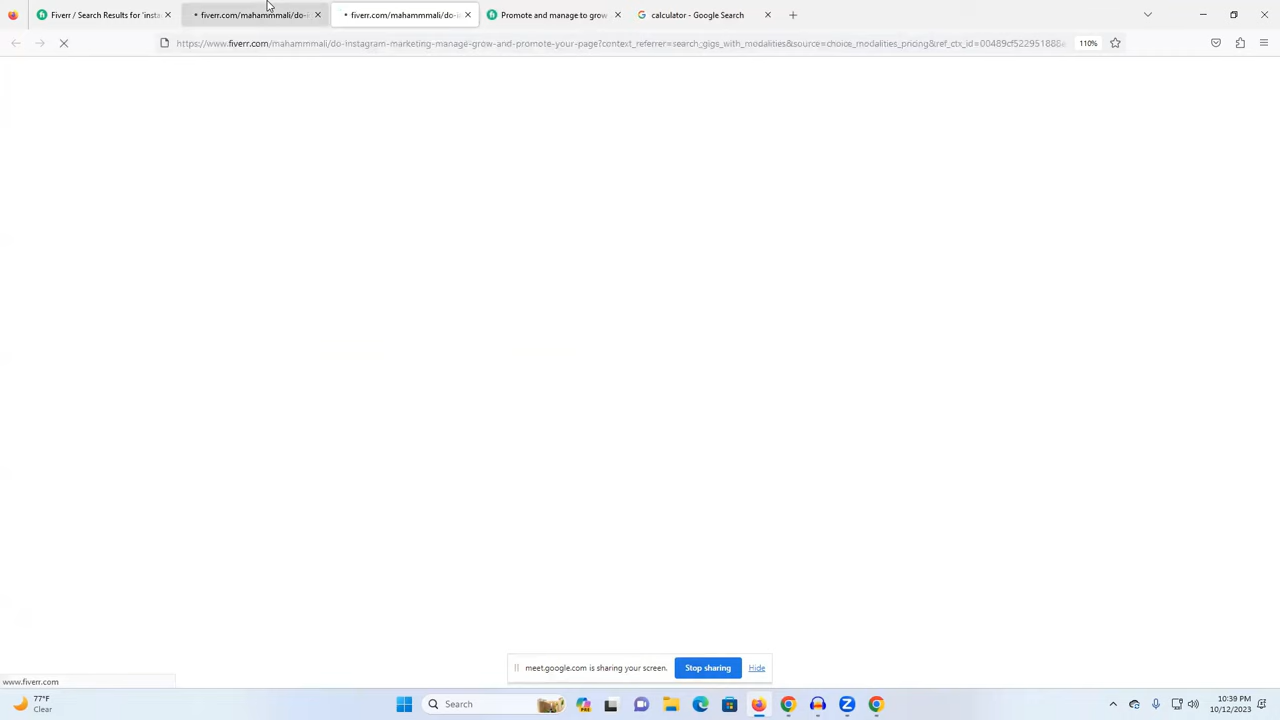 Fiverr / Search Results for 'insta
fiverr.com/mahammmali/do-i
fiverr.com/mahammmali/do-i
Promote and manage to grow
calculator - Google Search
https://www.fiverr.com/mahammmali/do-instagram-marketing-manage-grow-and-promote-your-page?context_referrer=search_gigs_with_modalities&source=choice_modalities_pricing&ref_ctx_id=00489cf522951888
110%
meet.google.com is sharing your screen.
Stop sharing
Hide
www.fiverr.com
77°F
Clear
Search
10:39 PM
10/12/2023